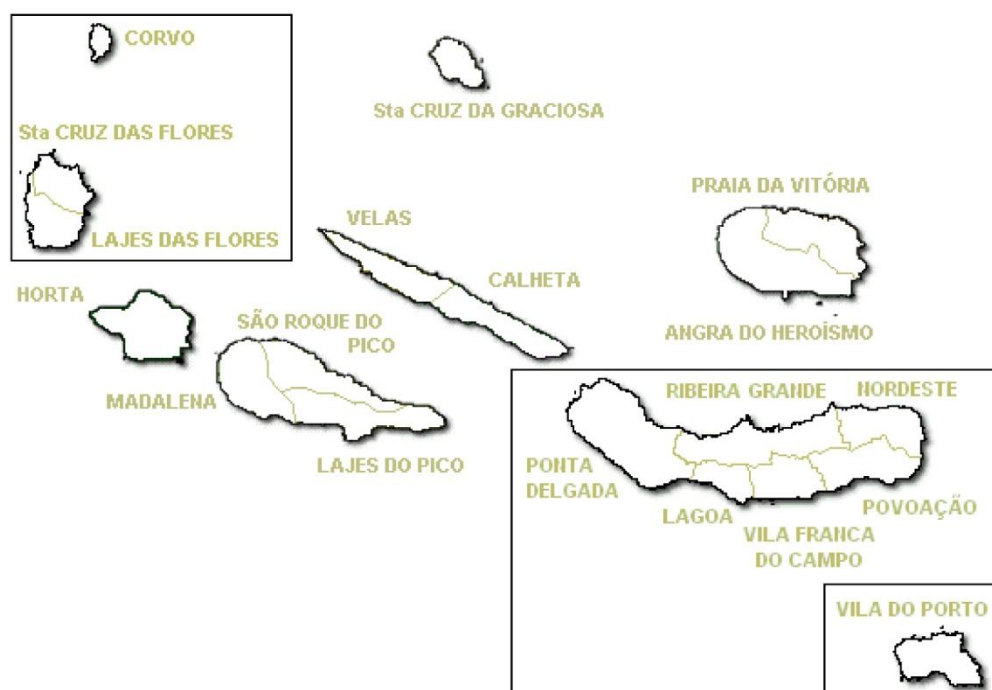 CORVO
Sta CRUZ DA GRACIOSA
Sta CRUZ DAS FLORES
LAJES DAS FLORES
PRAIA DA VITÓRIA
VELAS
CALHETA
HORTA
SÃO ROQUE DO
PICO
ANGRA DO HEROÍSMO
MADALENA
LAJES DO PICO
RIBEIRA GRANDE
NORDESTE
PONTA
DELGADA
LAGOA
POVOAÇÃO
VILA FRANCA
DO CAMPO
VILA DO PORTO